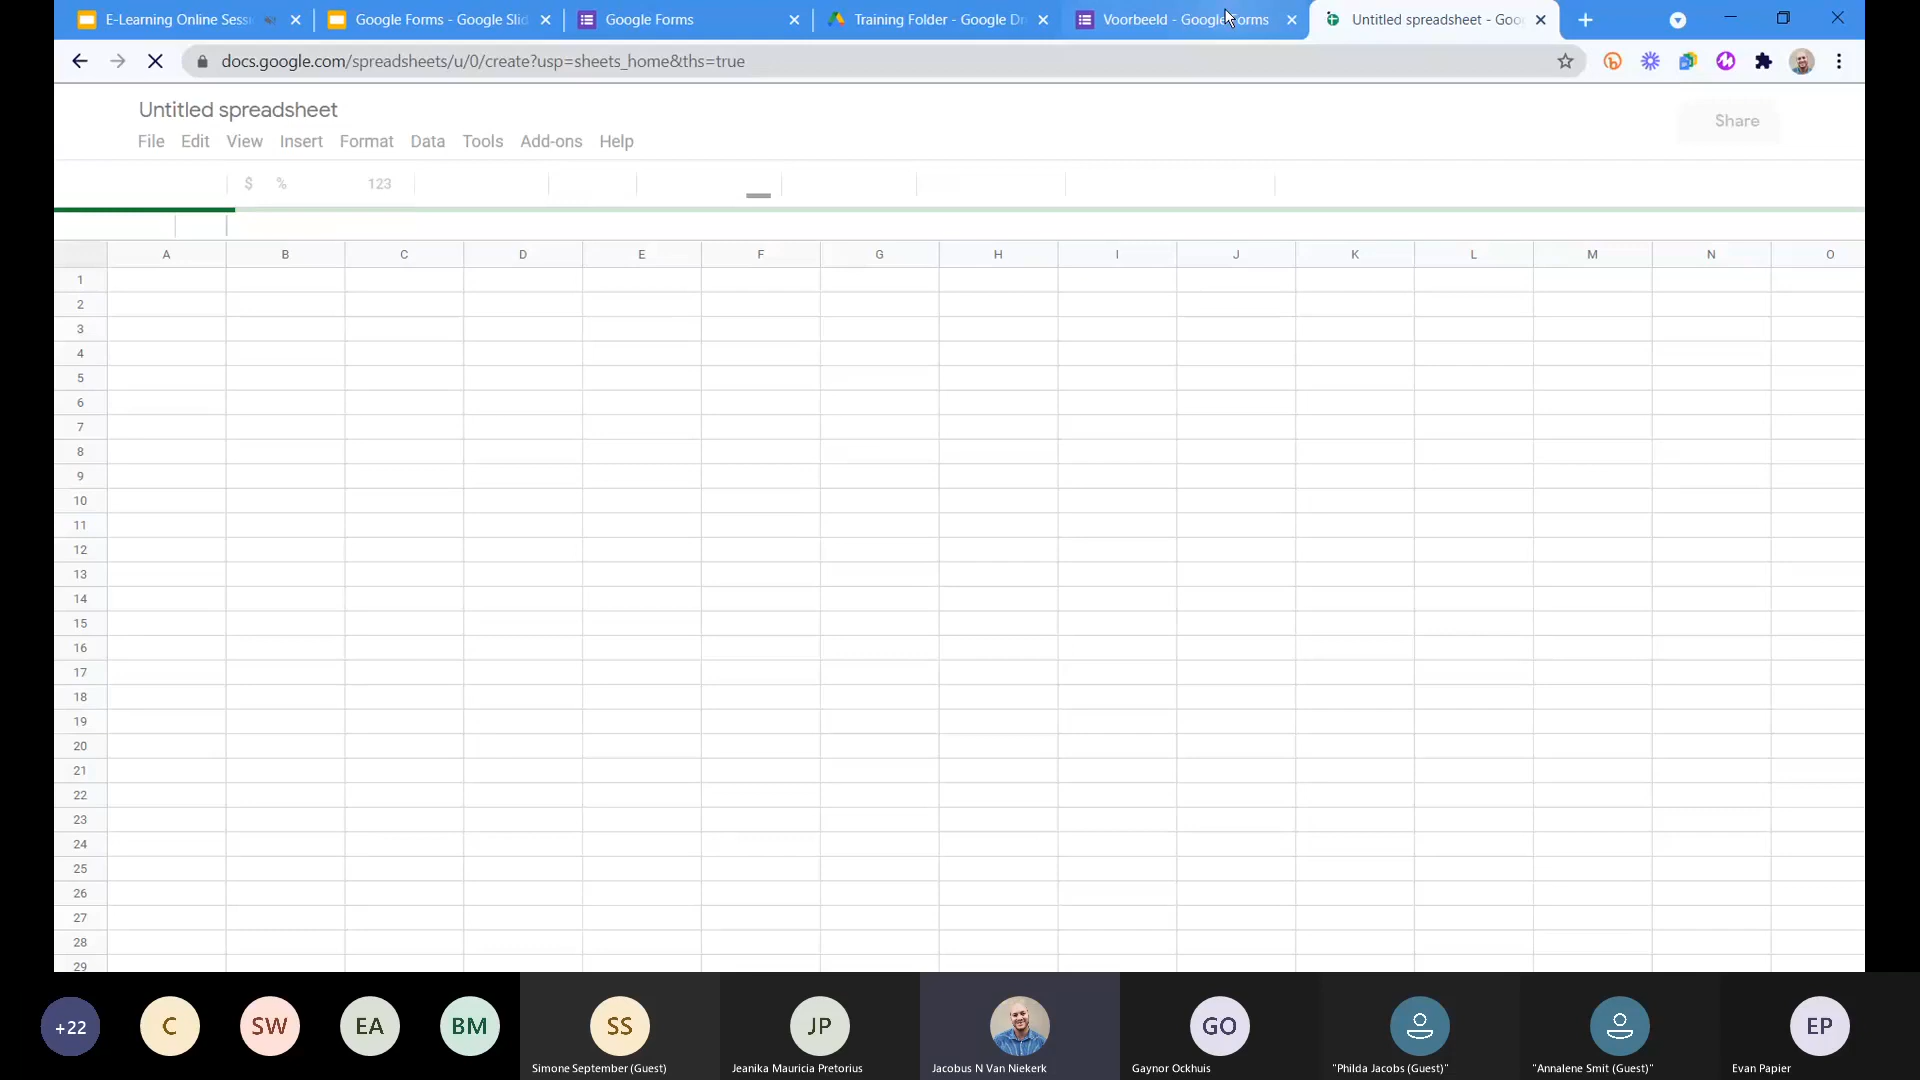 E-Learning Online Sess
Google Forms - Google Slid
Google Forms
Training Folder - Google Dr
Voorbeeld - Google Forms
Untitled spreadsheet - Goo
docs.google.com/spreadsheets/u/0/create?usp=sheets_home&ths=true
Untitled spreadsheet
File Edit View Insert Format Data Tools Add-ons Help
Share
$ % 123
A B C D E F G H I J K L M N O
1
2
3
4
5
6
7
8
9
10
11
12
13
14
15
16
17
18
19
20
21
22
23
24
25
26
27
28
29
+22 C SW EA BM SS JP GO EP
Simone September (Guest)
Jeanika Mauricia Pretorius
Jacobus N Van Niekerk
Gaynor Ockhuis
"Philda Jacobs (Guest)"
"Annalene Smit (Guest)"
Evan Papier